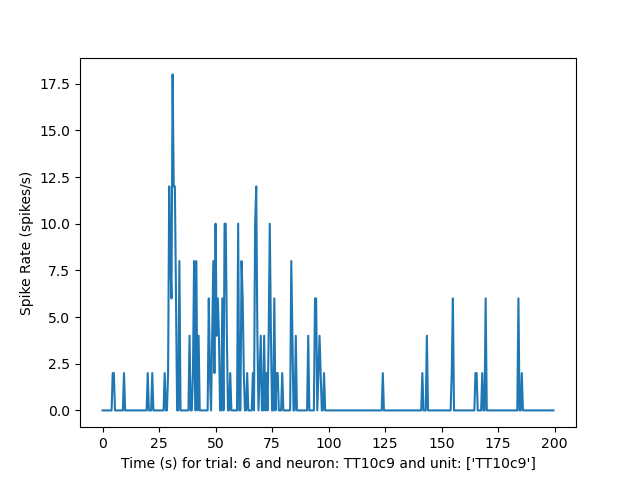 17.5
15.0
12.5
10.0
7.5
5.0
2.5
0.0
Spike Rate (spikes/s)
0 25 50 75 100 125 150 175 200
Time (s) for trial: 6 and neuron: TT10c9 and unit: ['TT10c9']